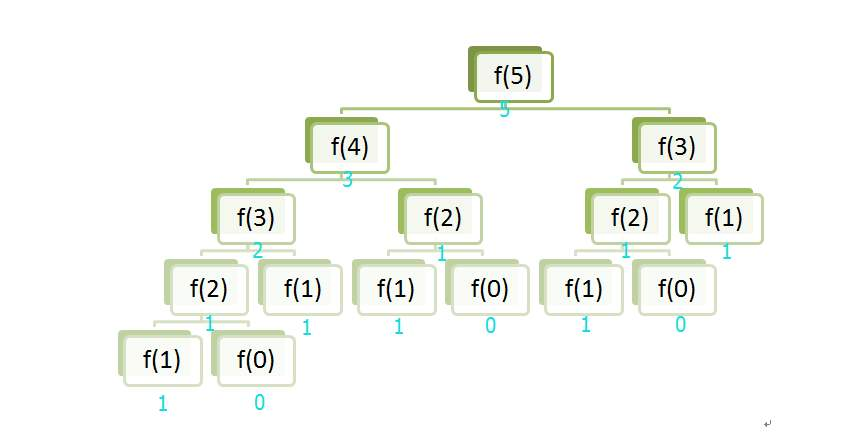 f(5)
5
f(4) f(3)
3 2
f(3) f(2) f(2) f(1)
2 1 1 1
f(2) f(1) f(1) f(0) f(1) f(0)
1 1 1 0 1 0
f(1) f(0)
1 0